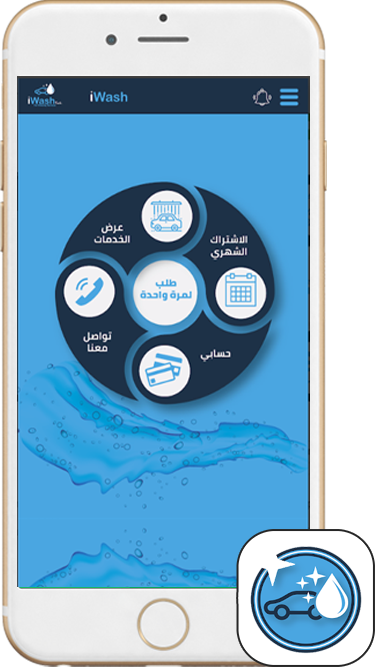 iWash
iWash
عرض
الخدمات
الاشتراك
الشهري
طلب
لمرة واحدة
تواصل
معنا
حسابي